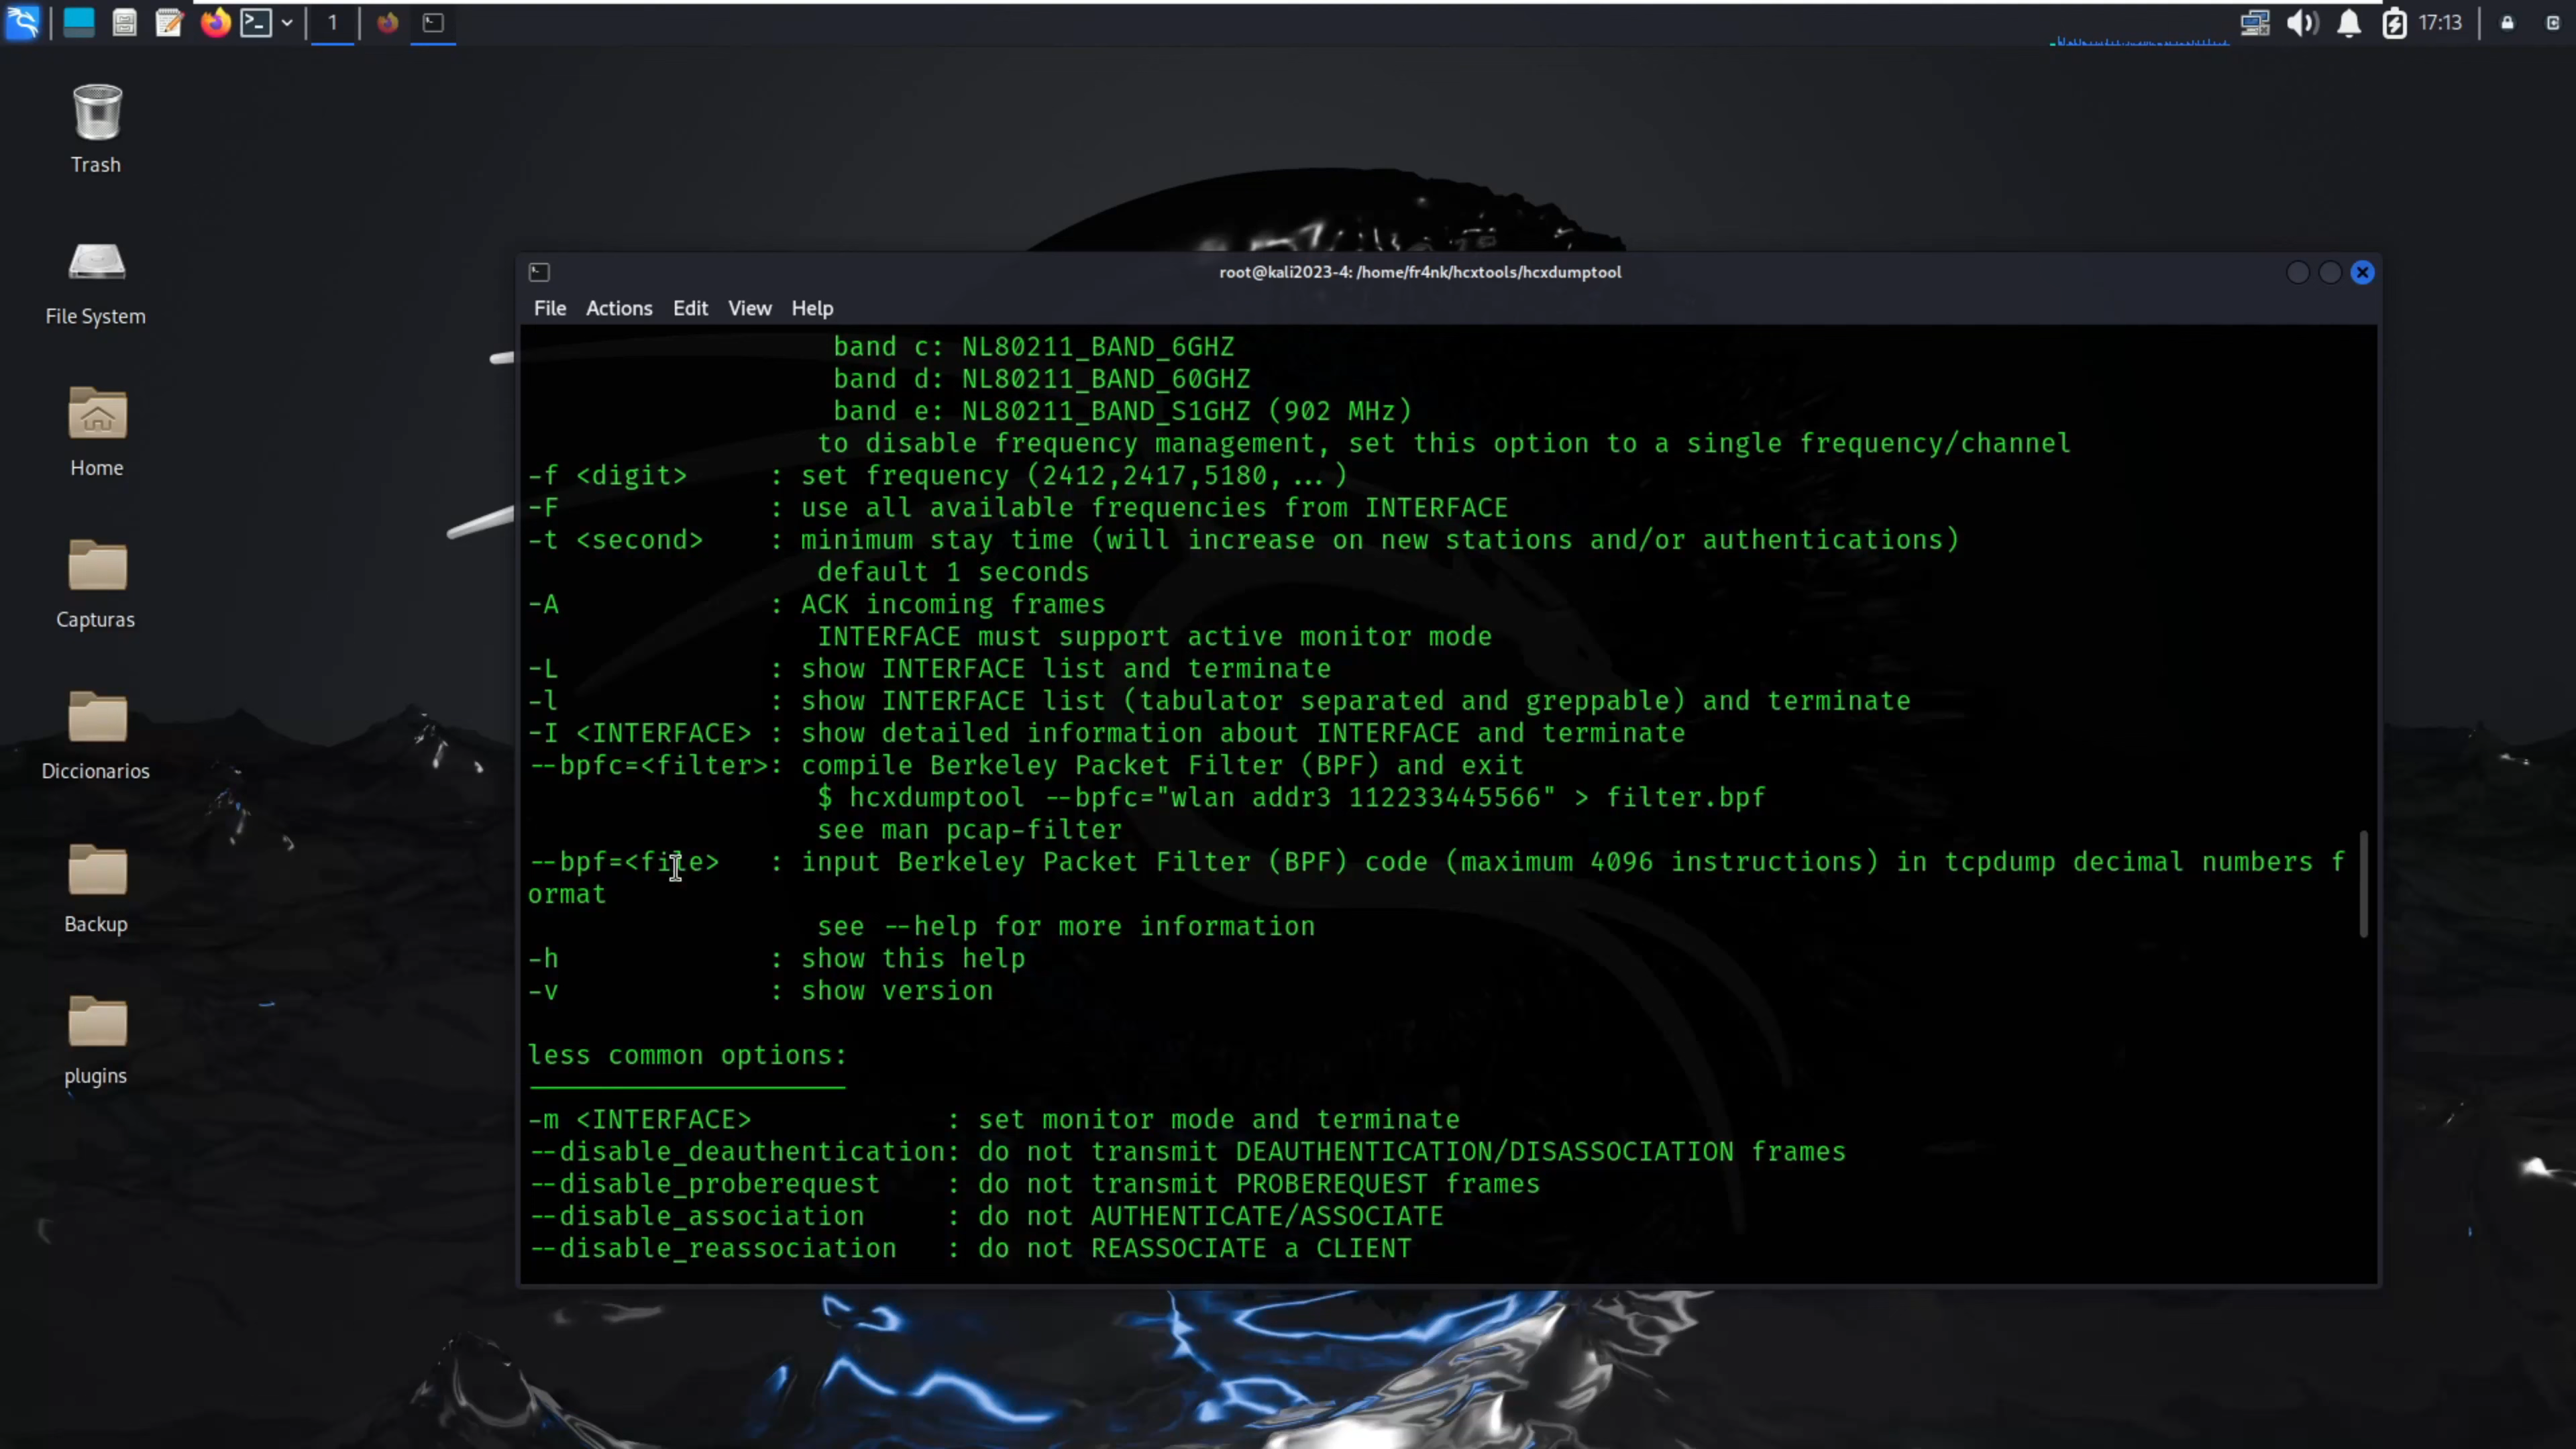 1
17:13
Trash
File System
Home
Capturas
Diccionarios
Backup
plugins
root@kali2023-4: /home/fr4nk/hcxtools/hcxdumptool
File Actions Edit View Help
band c: NL80211_BAND_6GHZ
band d: NL80211_BAND_60GHZ
band e: NL80211_BAND_S1GHZ (902 MHz)
to disable frequency management, set this option to a single frequency/channel
-f <digit> : set frequency (2412,2417,5180, ... )
-F : use all available frequencies from INTERFACE
-t <second> : minimum stay time (will increase on new stations and/or authentications)
default 1 seconds
-A : ACK incoming frames
INTERFACE must support active monitor mode
-L : show INTERFACE list and terminate
-l : show INTERFACE list (tabulator separated and greppable) and terminate
-I <INTERFACE> : show detailed information about INTERFACE and terminate
--bpfc=<filter>: compile Berkeley Packet Filter (BPF) and exit
$ hcxdumptool --bpfc="wlan addr3 112233445566" > filter.bpf
see man pcap-filter
--bpf=<file> : input Berkeley Packet Filter (BPF) code (maximum 4096 instructions) in tcpdump decimal numbers f
ormat
see --help for more information
-h : show this help
-v : show version
less common options:
-m <INTERFACE> : set monitor mode and terminate
--disable_deauthentication: do not transmit DEAUTHENTICATION/DISASSOCIATION frames
--disable_proberequest : do not transmit PROBEREQUEST frames
--disable_association : do not AUTHENTICATE/ASSOCIATE
--disable_reassociation : do not REASSOCIATE a CLIENT